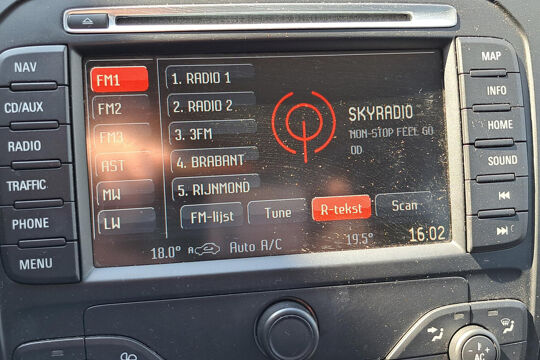 NAV
CD/AUX
RADIO
TRAFFIC
PHONE
MENU
FM1
FM2
FM3
AST
MW
LW
1. RADIO 1
2. RADIO 2
3. 3FM
4. BRABANT
5. RIJNMOND
SKYRADIO
NON-STOP FEEL GO
OD
FM-lijst
Tune
R-tekst
Scan
18.0° A
Auto A/C
19.5°
16:02
MAP
INFO
HOME
SOUND
AC